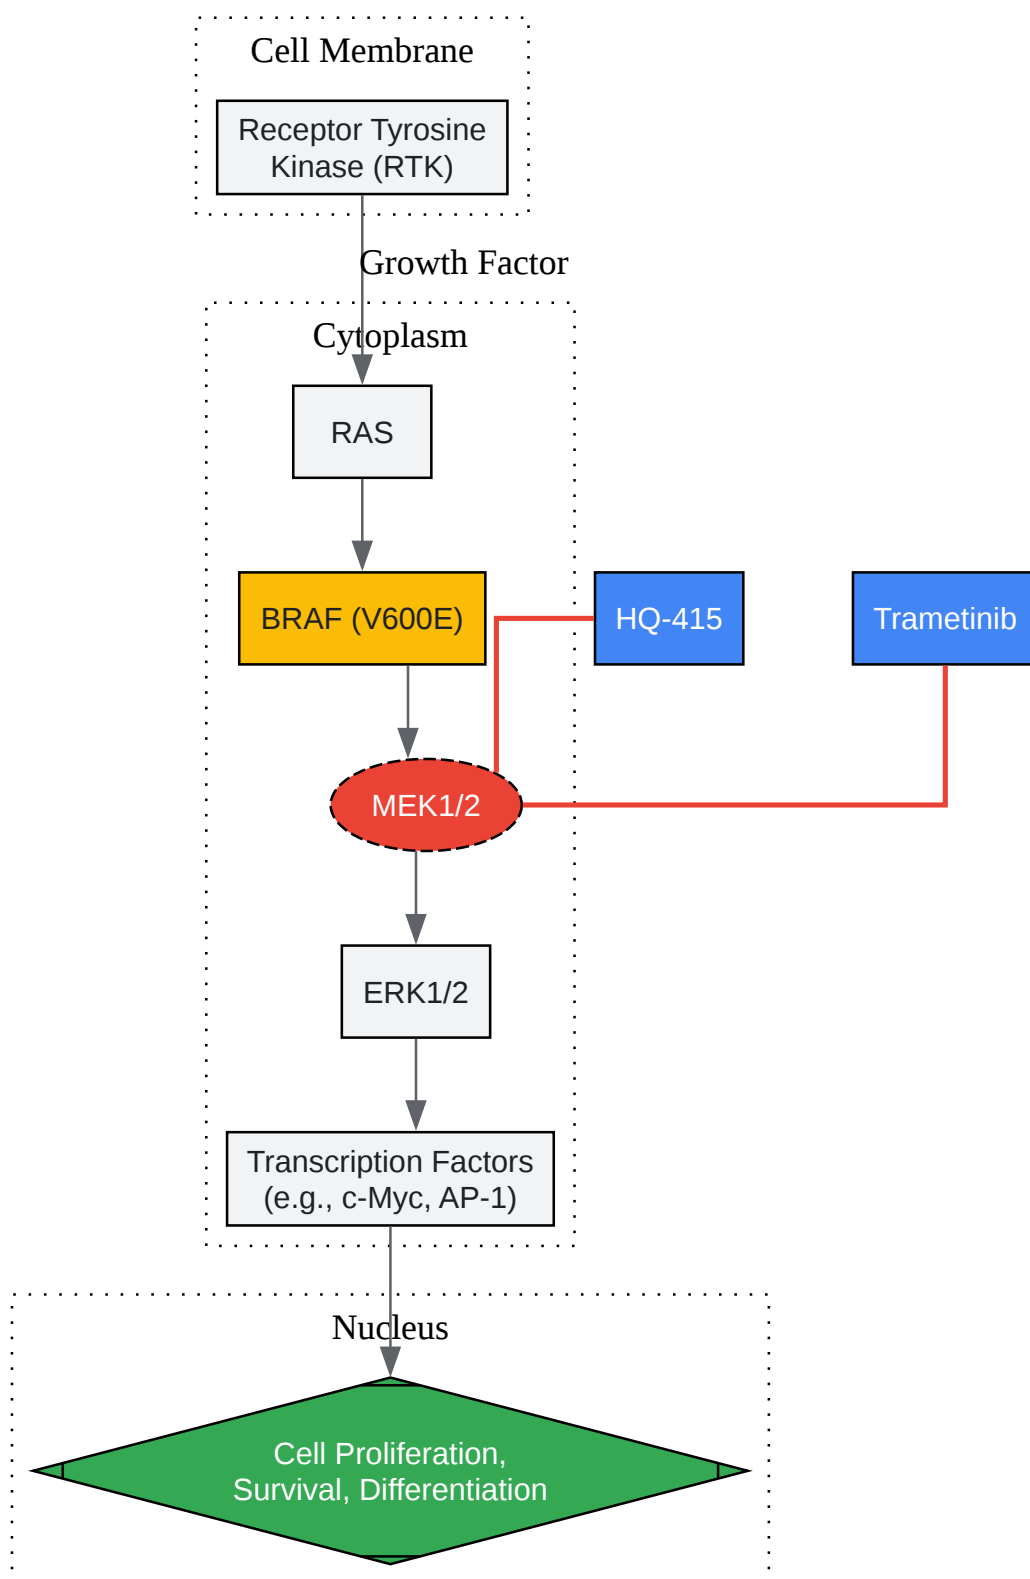 Cell Membrane
Receptor Tyrosine
Kinase (RTK)
Growth Factor
Cytoplasm
RAS
BRAF (V600E)
HQ-415
Trametinib
MEK1/2
ERK1/2
Transcription Factors
(e.g., c-Myc, AP-1)
Nucleus
Cell Proliferation,
Survival, Differentiation